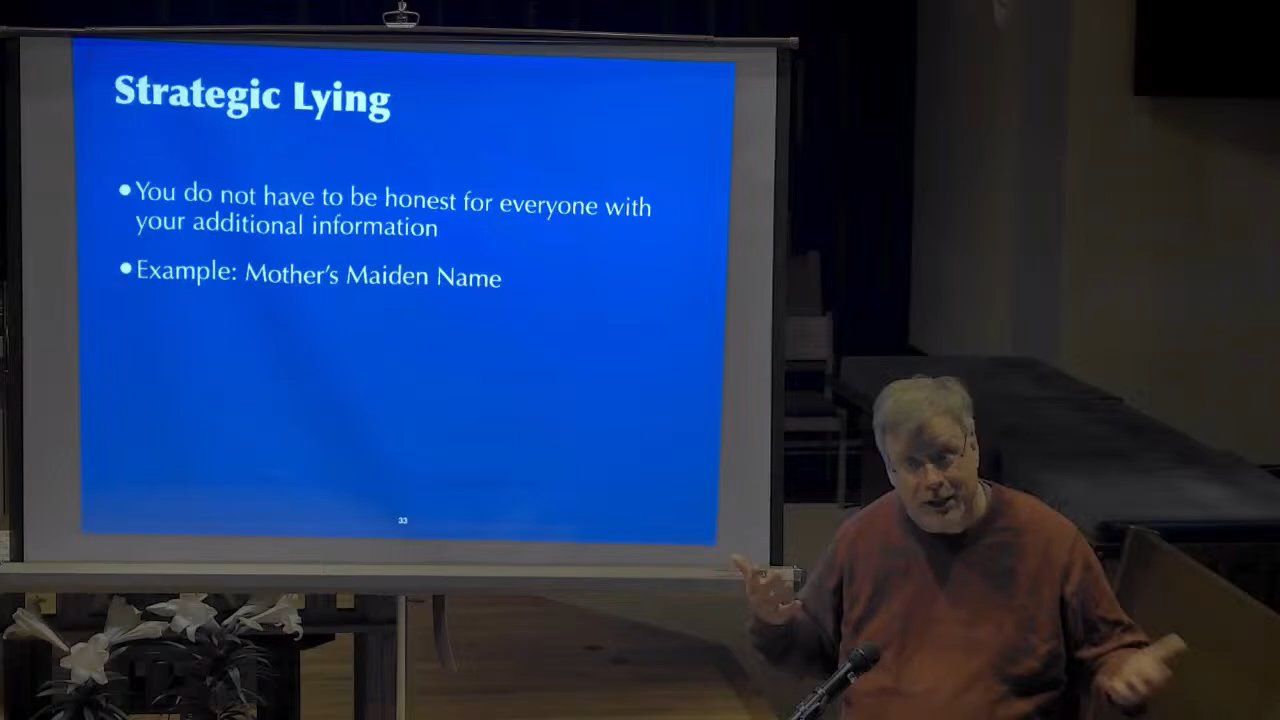 Strategic Lying
•You do not have to be honest for everyone with
your additional information
•Example: Mother's Maiden Name
33